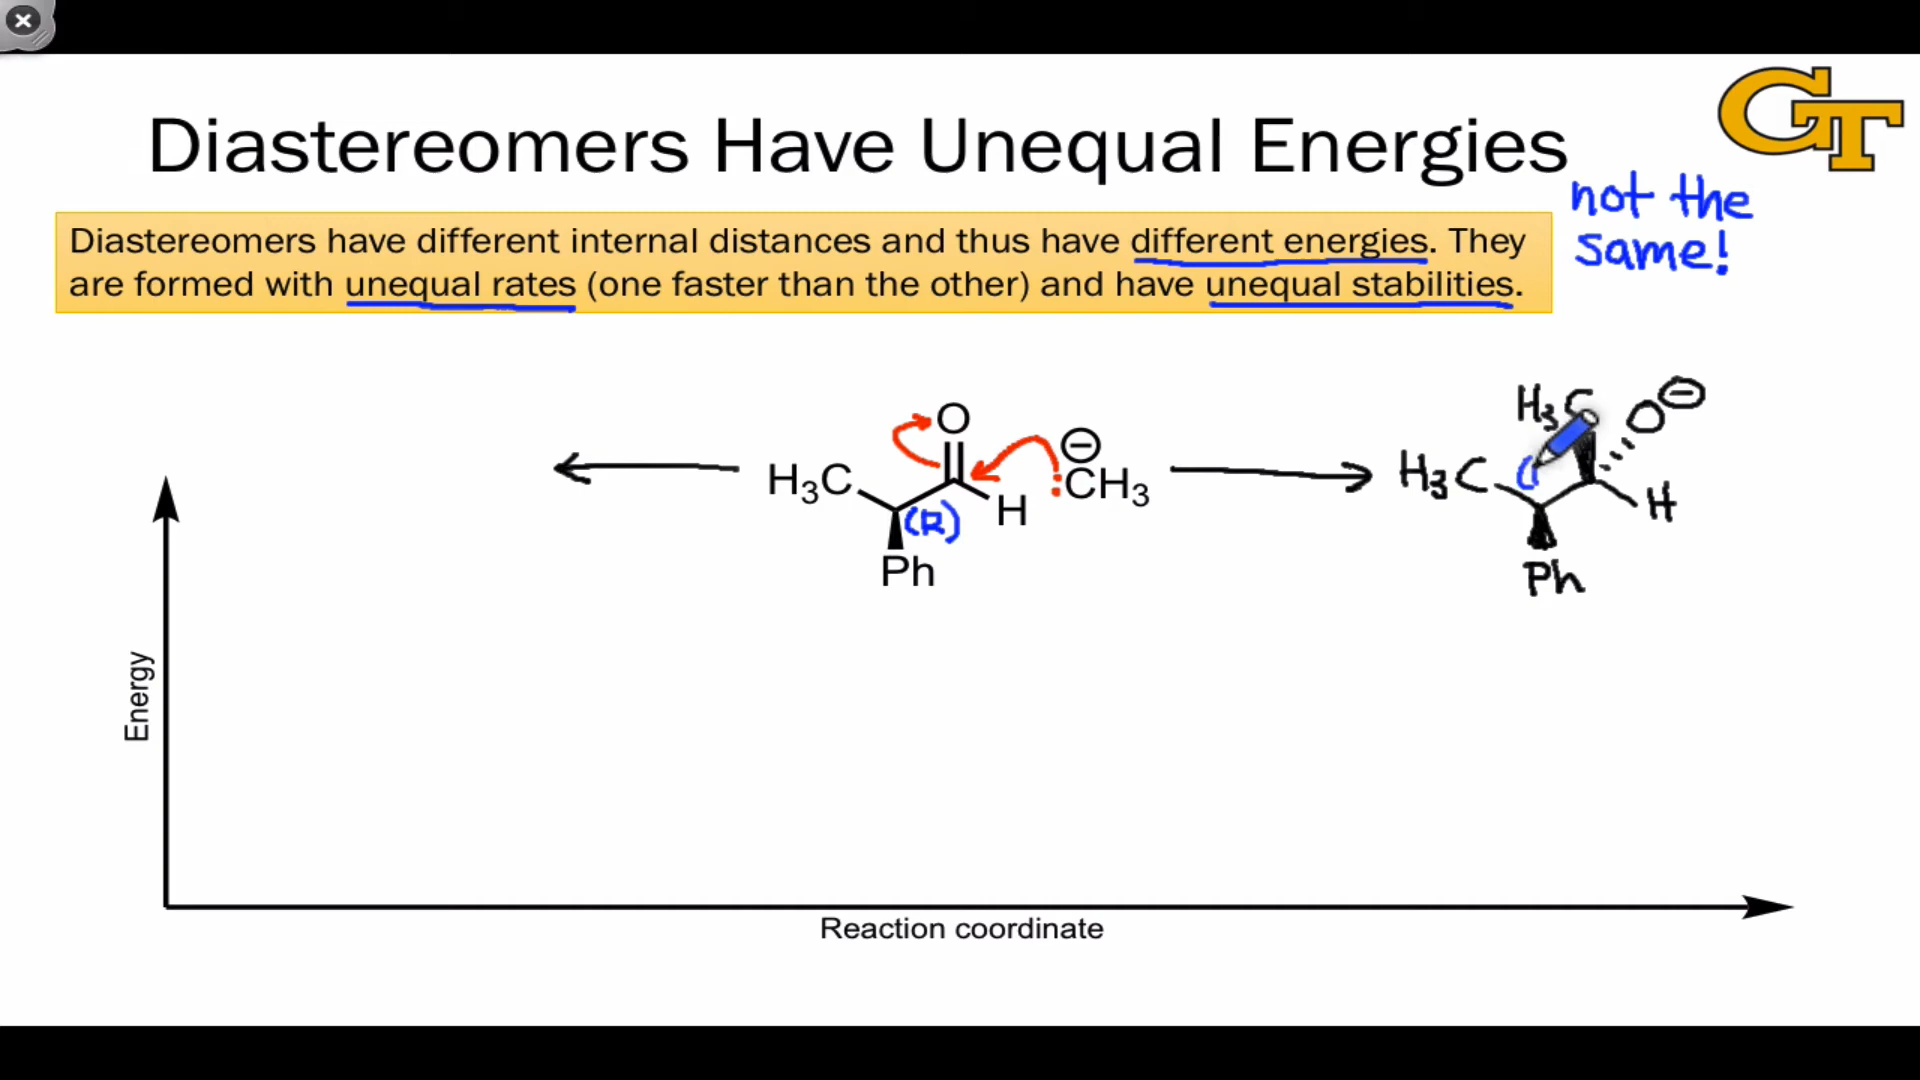 Diastereomers Have Unequal Energies
GT
not the
same!
Diastereomers have different internal distances and thus have different energies. They
are formed with unequal rates (one faster than the other) and have unequal stabilities.
O
H₃C
(R)
H
Ph
⊖
:CH₃
H₃C
O⊖
H₃C
(
H
Ph
Energy
Reaction coordinate